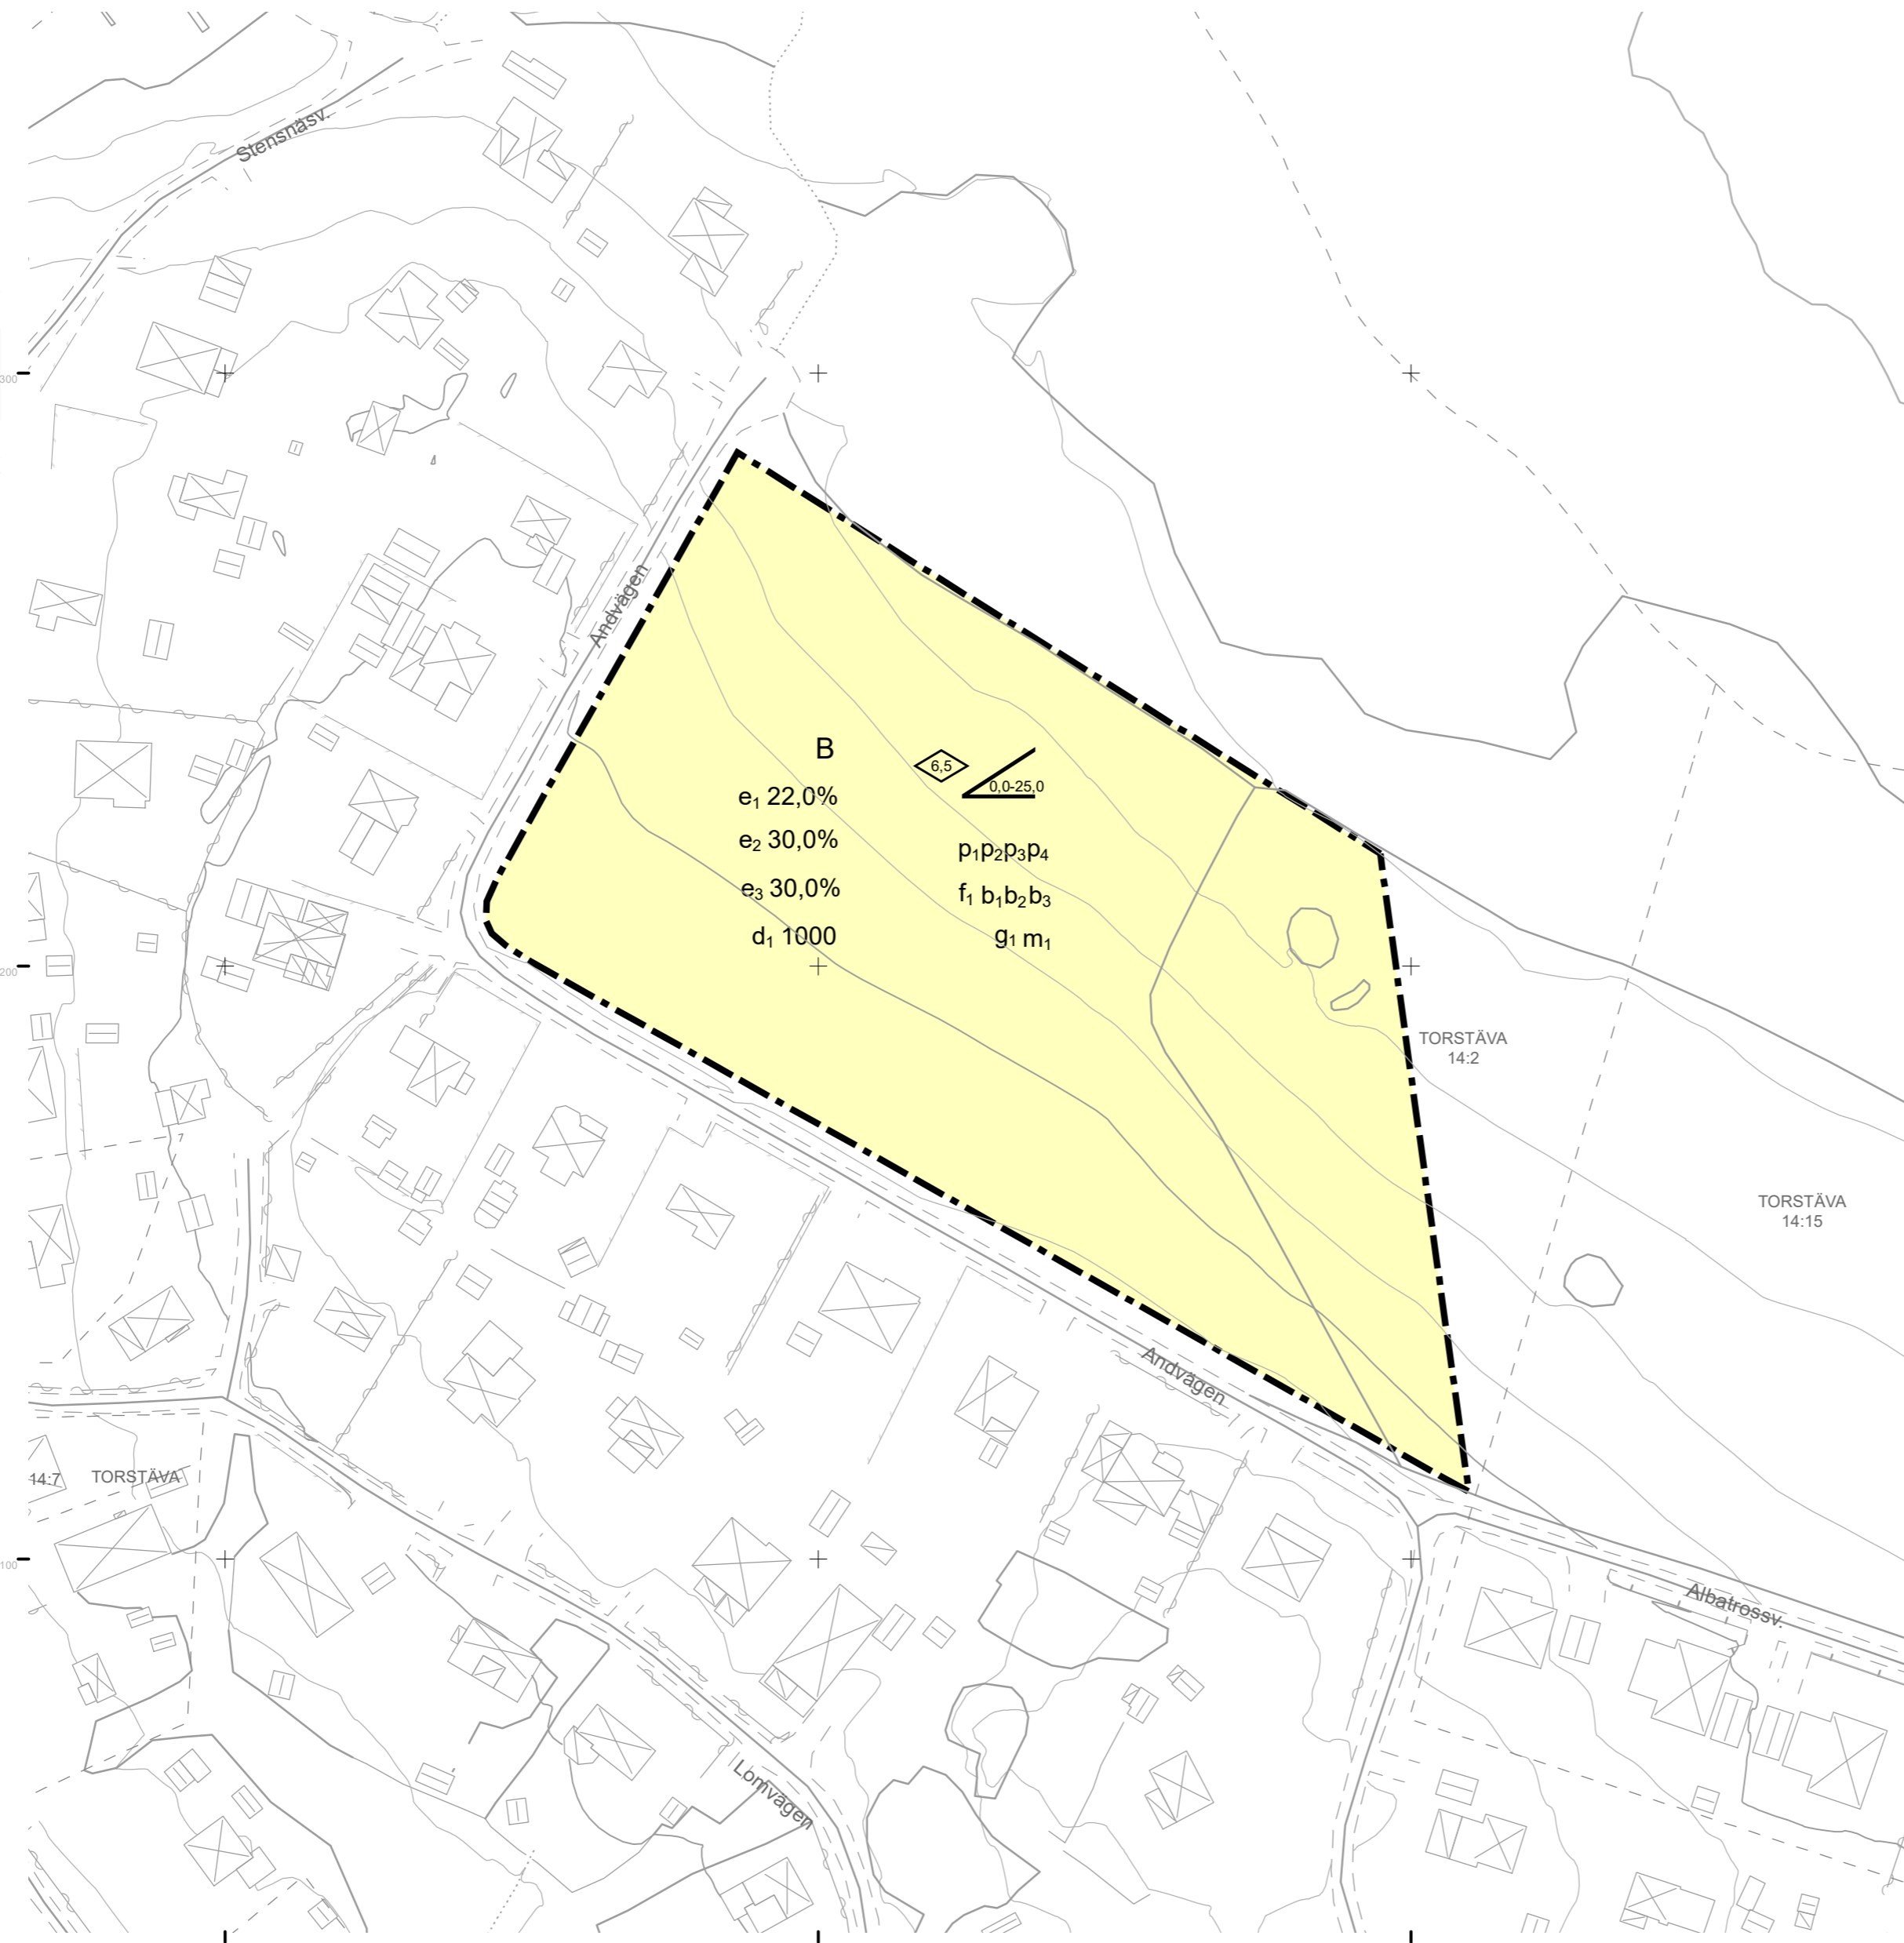 Stensnäsv.
300
Andvägen
B
6,5
0,0-25,0
e₁ 22,0%
e₂ 30,0%
p₁p₂p₃p₄
e₃ 30,0%
f₁ b₁b₂b₃
d₁ 1000
g₁ m₁
200
TORSTÄVA
14:2
TORSTÄVA
14:15
Andvägen
14:7
TORSTÄVA
100
Albatrossv.
Lomvägen